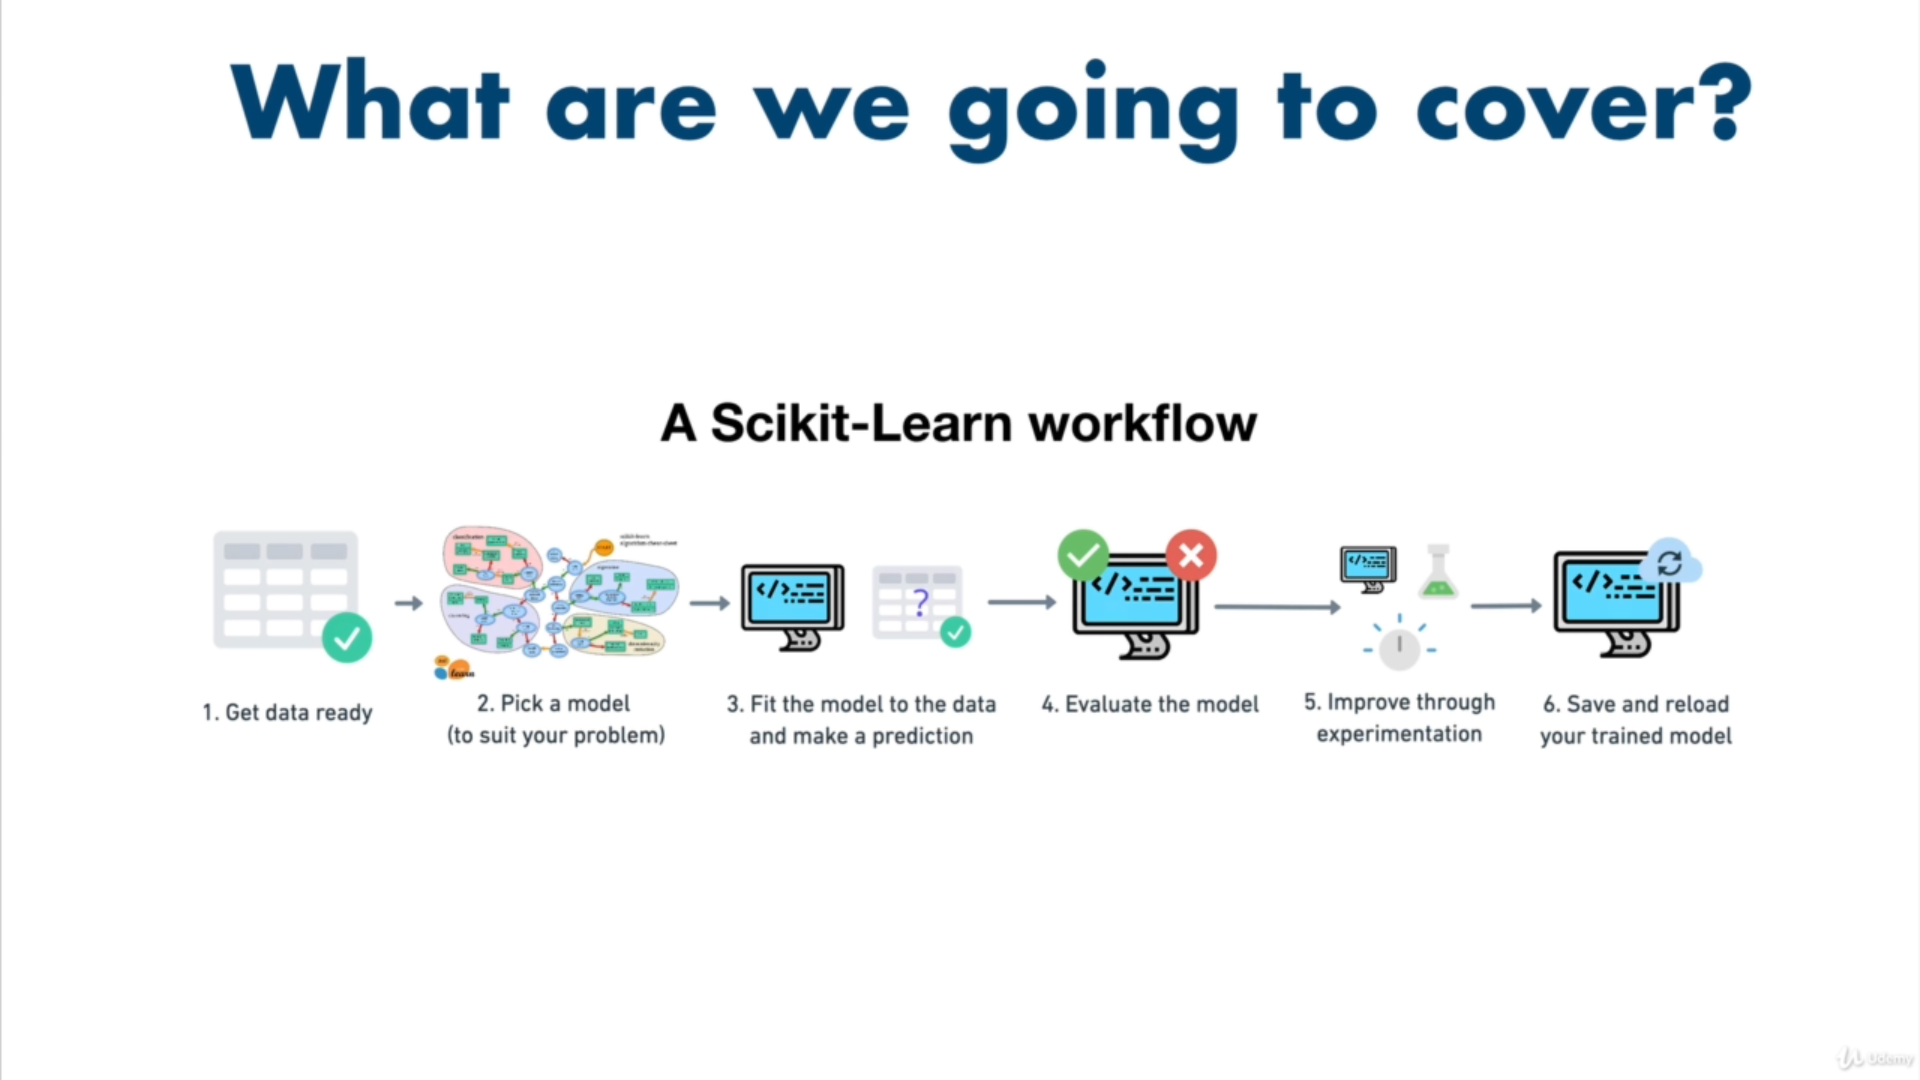 What are we going to cover?
A Scikit-Learn workflow
</>
?
</>
</>
</>
learn
1. Get data ready
2. Pick a model
(to suit your problem)
3. Fit the model to the data
and make a prediction
4. Evaluate the model
5. Improve through
experimentation
6. Save and reload
your trained model
Udemy